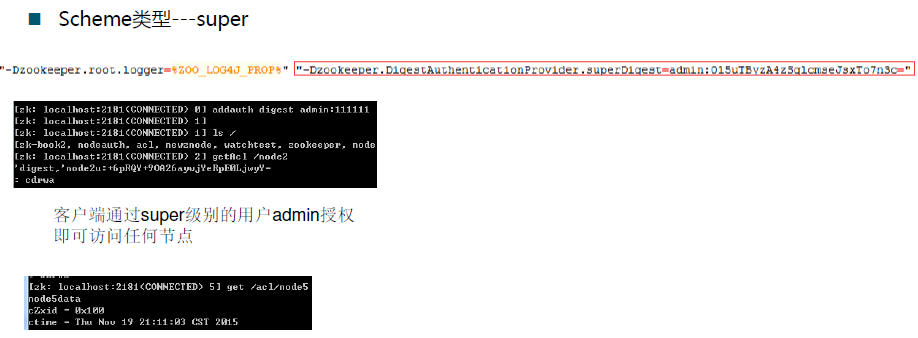 Scheme类型---super
"-Dzookeeper.root.logger=%ZOO_LOG4J_PROP%" "-Dzookeeper.DigestAuthenticationProvider.superDigest=admin:015uTByzA4zSglcmseJsxTo7n3c="
[zk: localhost:2181(CONNECTED) 0] addauth digest admin:111111
[zk: localhost:2181(CONNECTED) 1]
[zk: localhost:2181(CONNECTED) 1] ls /
[zk-book2, nodeauth, acl, newznode, watchtest, zookeeper, node
[zk: localhost:2181(CONNECTED) 2] getAcl /node2
: cdrwa
客户端通过super级别的用户admin授权
即可访问任何节点
[zk: localhost:2181(CONNECTED) 5] get /acl/node5
node5data
cZxid = 0x100
ctime = Thu Nov 19 21:11:03 CST 2015